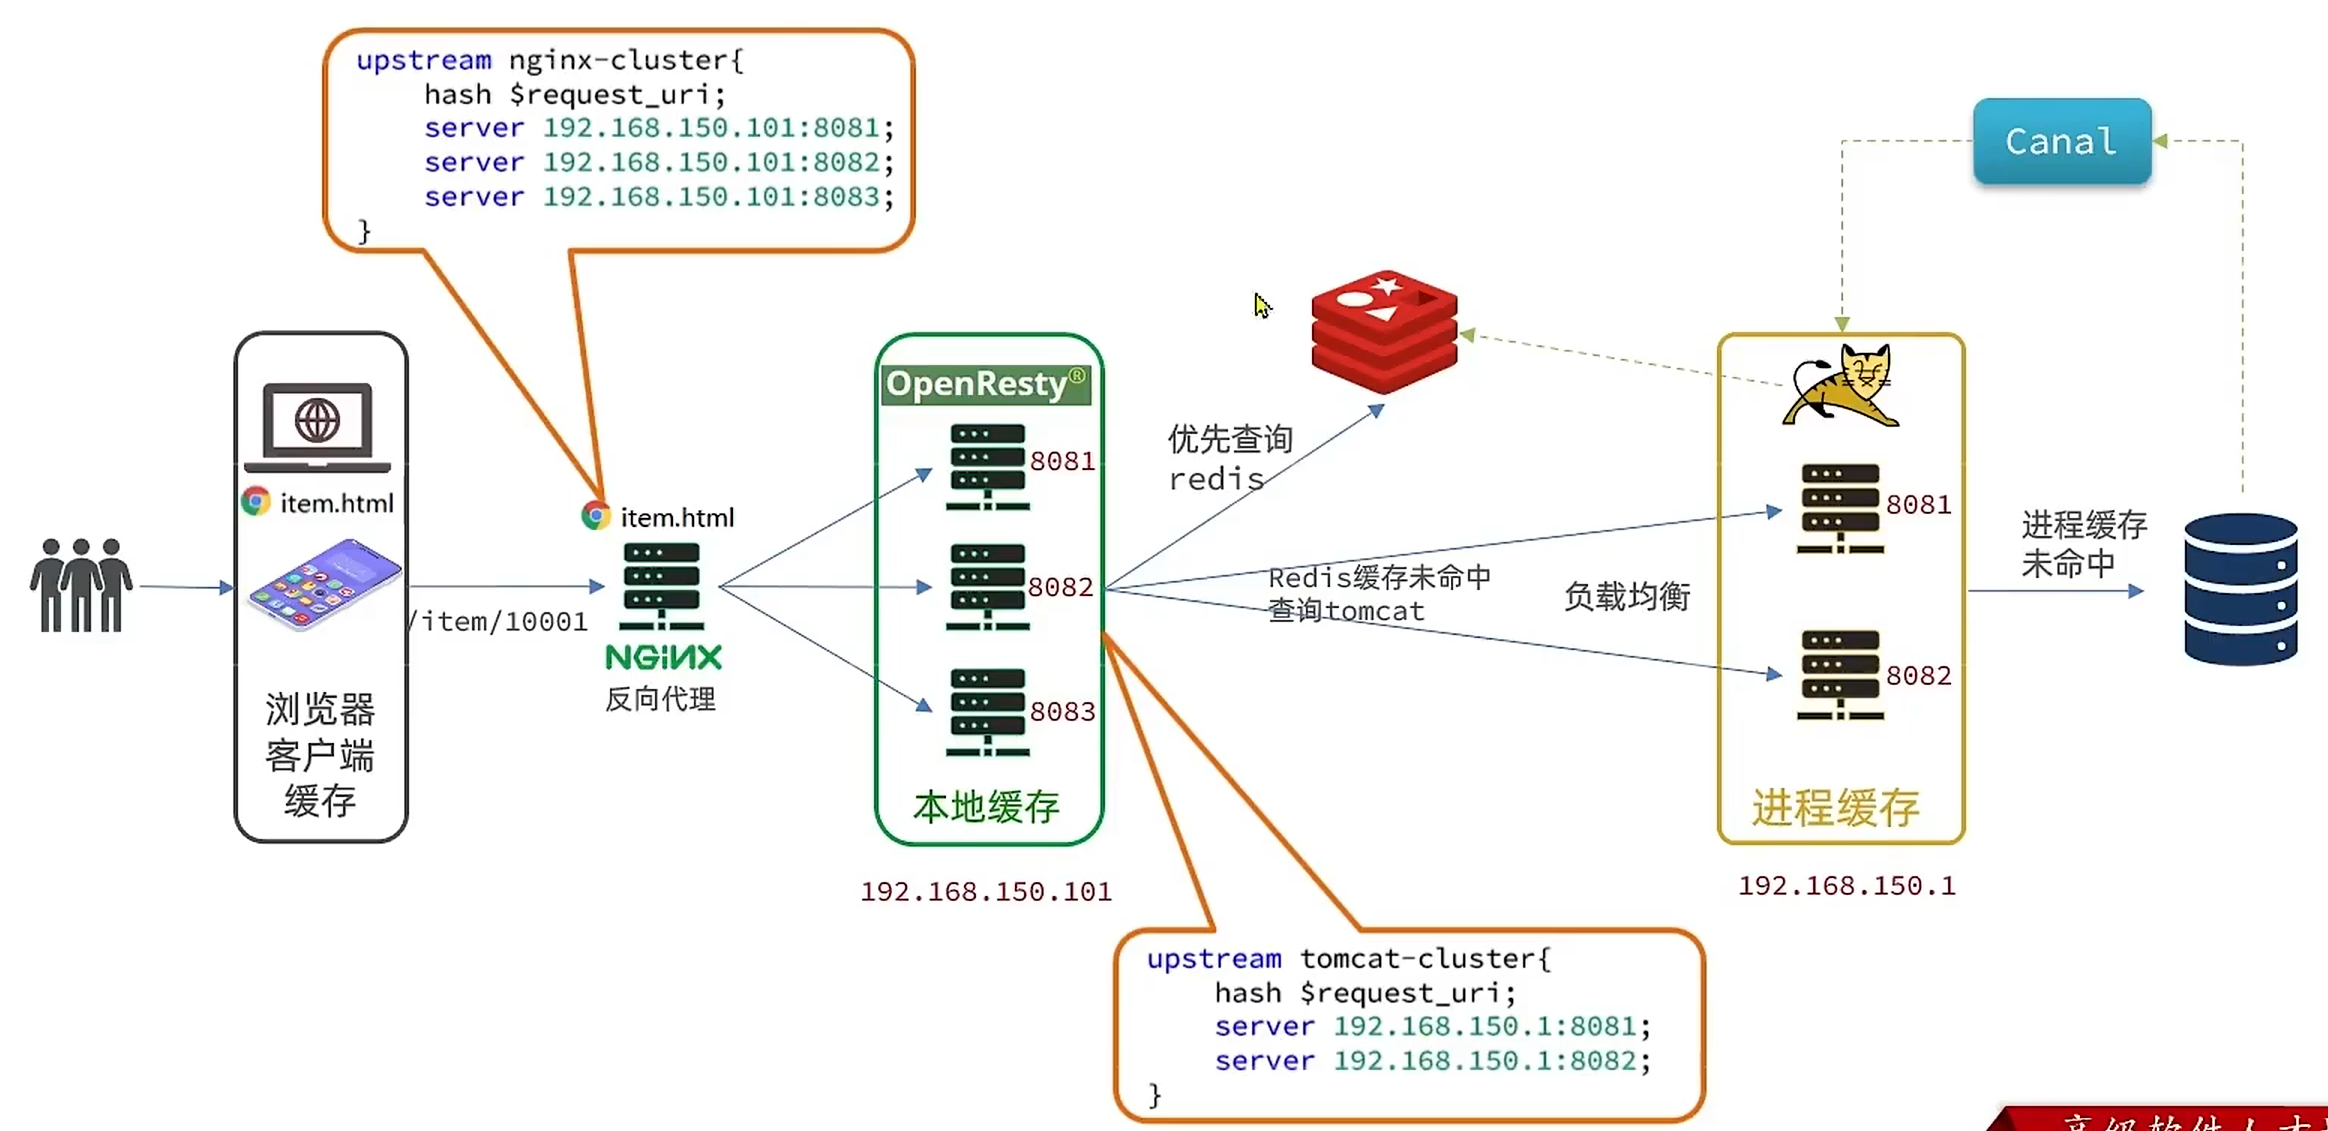 upstream nginx-cluster{
hash $request_uri;
server 192.168.150.101:8081;
server 192.168.150.101:8082;
server 192.168.150.101:8083;
}
Canal
OpenResty®
8081
8082
8083
本地缓存
192.168.150.101
item.html
浏览器
客户端
缓存
/item/10001
item.html
NGiNX
反向代理
优先查询
redis
Redis缓存未命中
查询tomcat
负载均衡
8081
8082
进程缓存
192.168.150.1
进程缓存
未命中
upstream tomcat-cluster{
hash $request_uri;
server 192.168.150.1:8081;
server 192.168.150.1:8082;
}